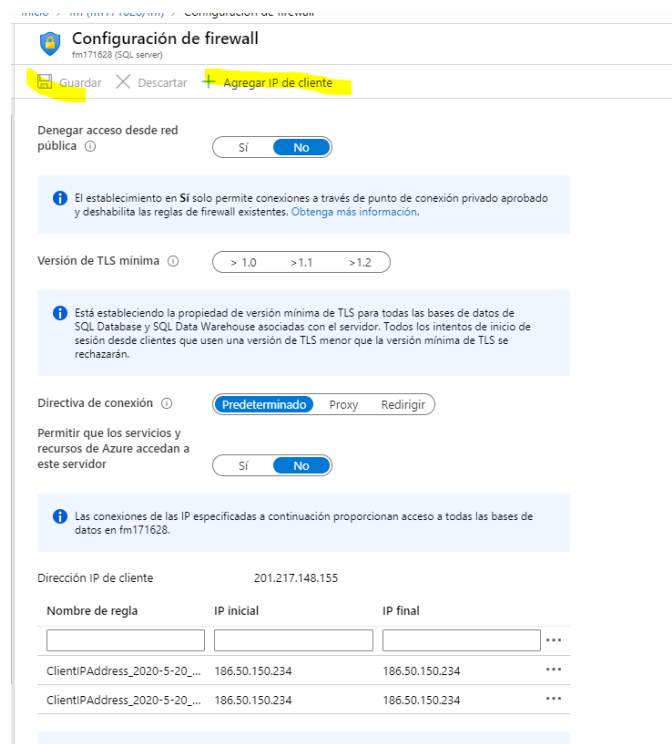 Configuración de firewall
fm171628 (SQL server)
Guardar Descartar Agregar IP de cliente
Denegar acceso desde red
pública
Sí No
El establecimiento en Sí solo permite conexiones a través de punto de conexión privado aprobado
y deshabilita las reglas de firewall existentes. Obtenga más información.
Versión de TLS mínima > 1.0 >1.1 >1.2
Está estableciendo la propiedad de versión mínima de TLS para todas las bases de datos de
SQL Database y SQL Data Warehouse asociadas con el servidor. Todos los intentos de inicio de
sesión desde clientes que usen una versión de TLS menor que la versión mínima de TLS se
rechazarán.
Directiva de conexión Predeterminado Proxy Redirigir
Permitir que los servicios y
recursos de Azure accedan a
este servidor
Sí No
Las conexiones de las IP especificadas a continuación proporcionan acceso a todas las bases de
datos en fm171628.
Dirección IP de cliente 201.217.148.155
Nombre de regla IP inicial IP final
ClientIPAddress_2020-5-20_... 186.50.150.234 186.50.150.234
ClientIPAddress_2020-5-20_... 186.50.150.234 186.50.150.234